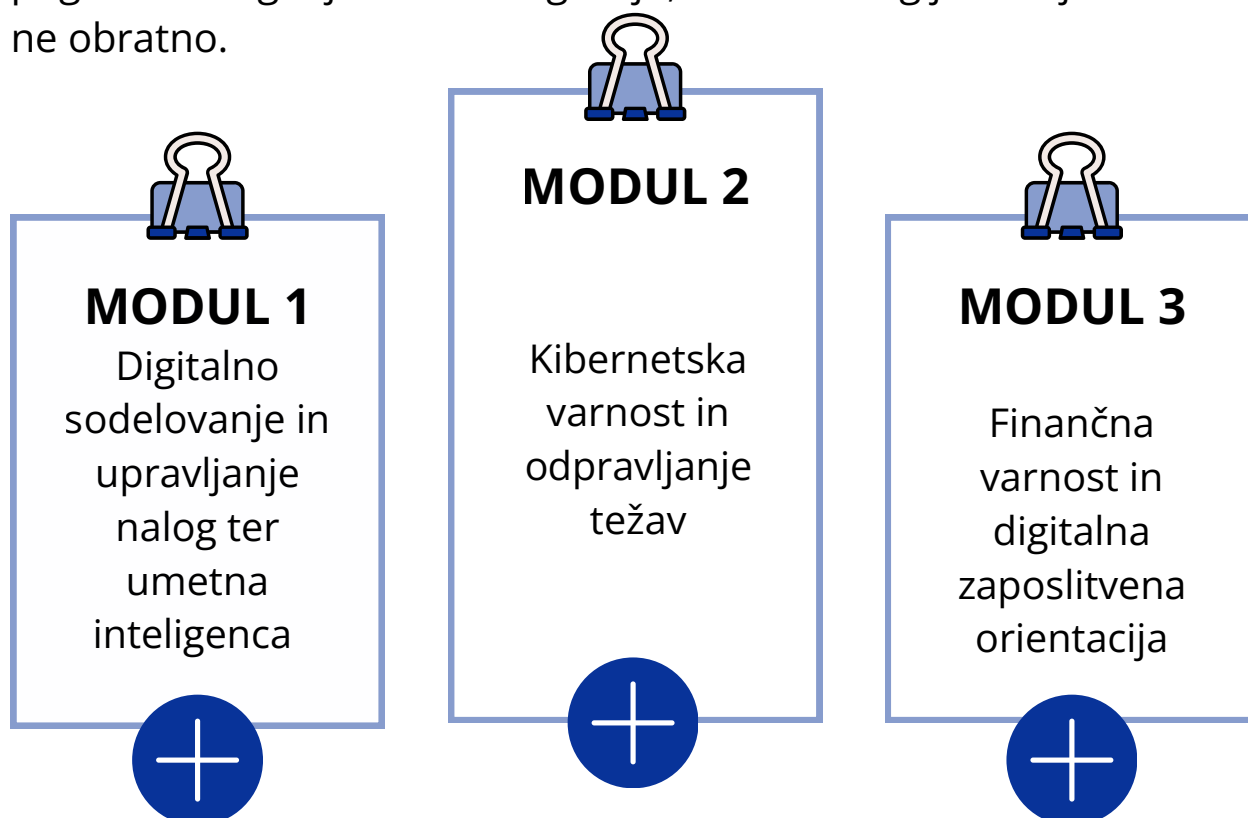 ne obratno.
MODUL 1
Digitalno
sodelovanje in
upravljanje
nalog ter
umetna
inteligenca
MODUL 2
Kibernetska
varnost in
odpravljanje
težav
MODUL 3
Finančna
varnost in
digitalna
zaposlitvena
orientacija